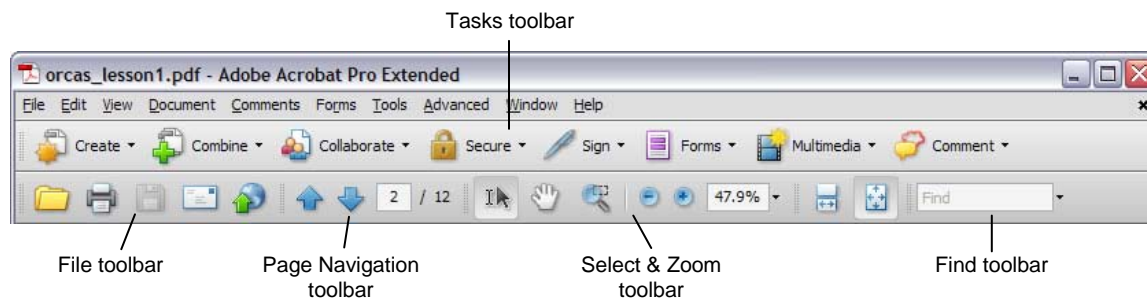 Tasks toolbar
orcas_lesson1.pdf - Adobe Acrobat Pro Extended
File Edit View Document Comments Forms Tools Advanced Window Help
Create Combine Collaborate Secure Sign Forms Multimedia Comment
2 / 12 47.9% Find
File toolbar
Page Navigation
toolbar
Select & Zoom
toolbar
Find toolbar